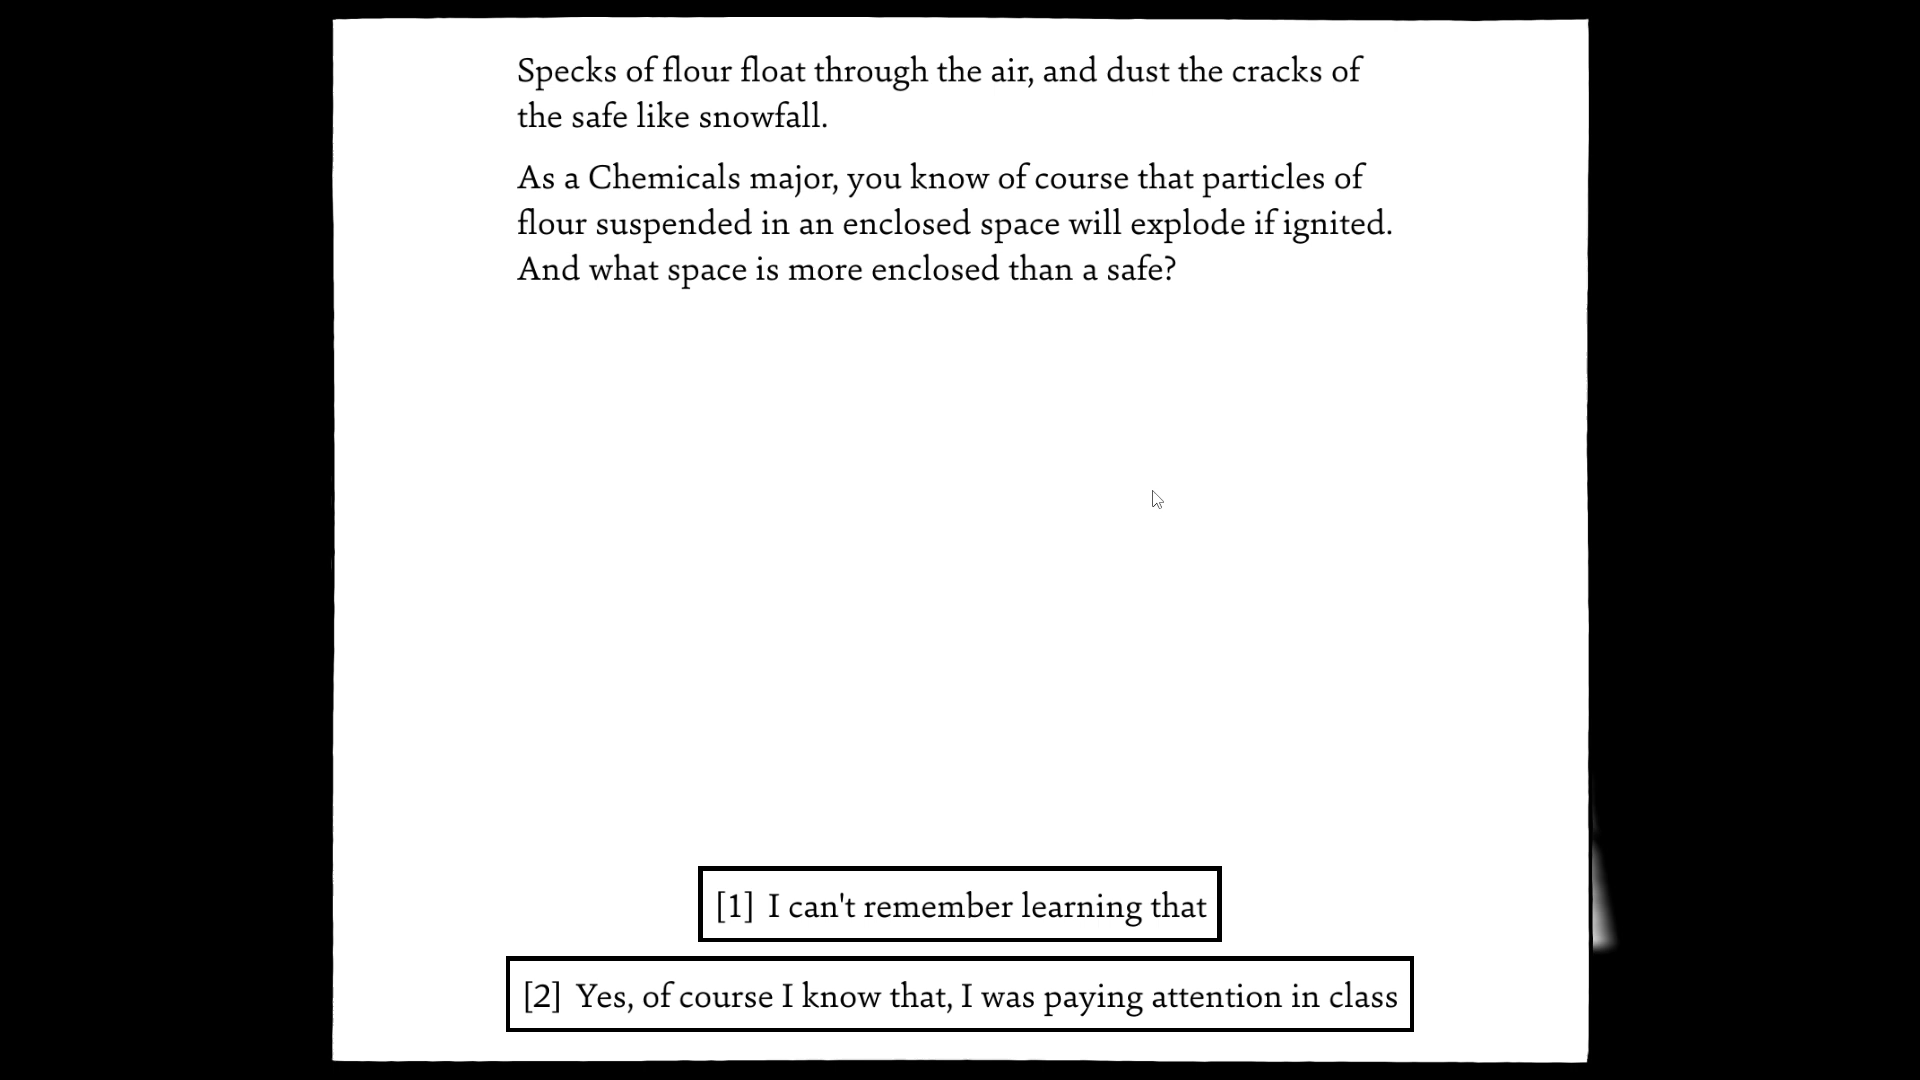 Specks of flour float through the air, and dust the cracks of
the safe like snowfall.
As a Chemicals major, you know of course that particles of
flour suspended in an enclosed space will explode if ignited.
And what space is more enclosed than a safe?
[1] I can't remember learning that
[2] Yes, of course I know that, I was paying attention in class